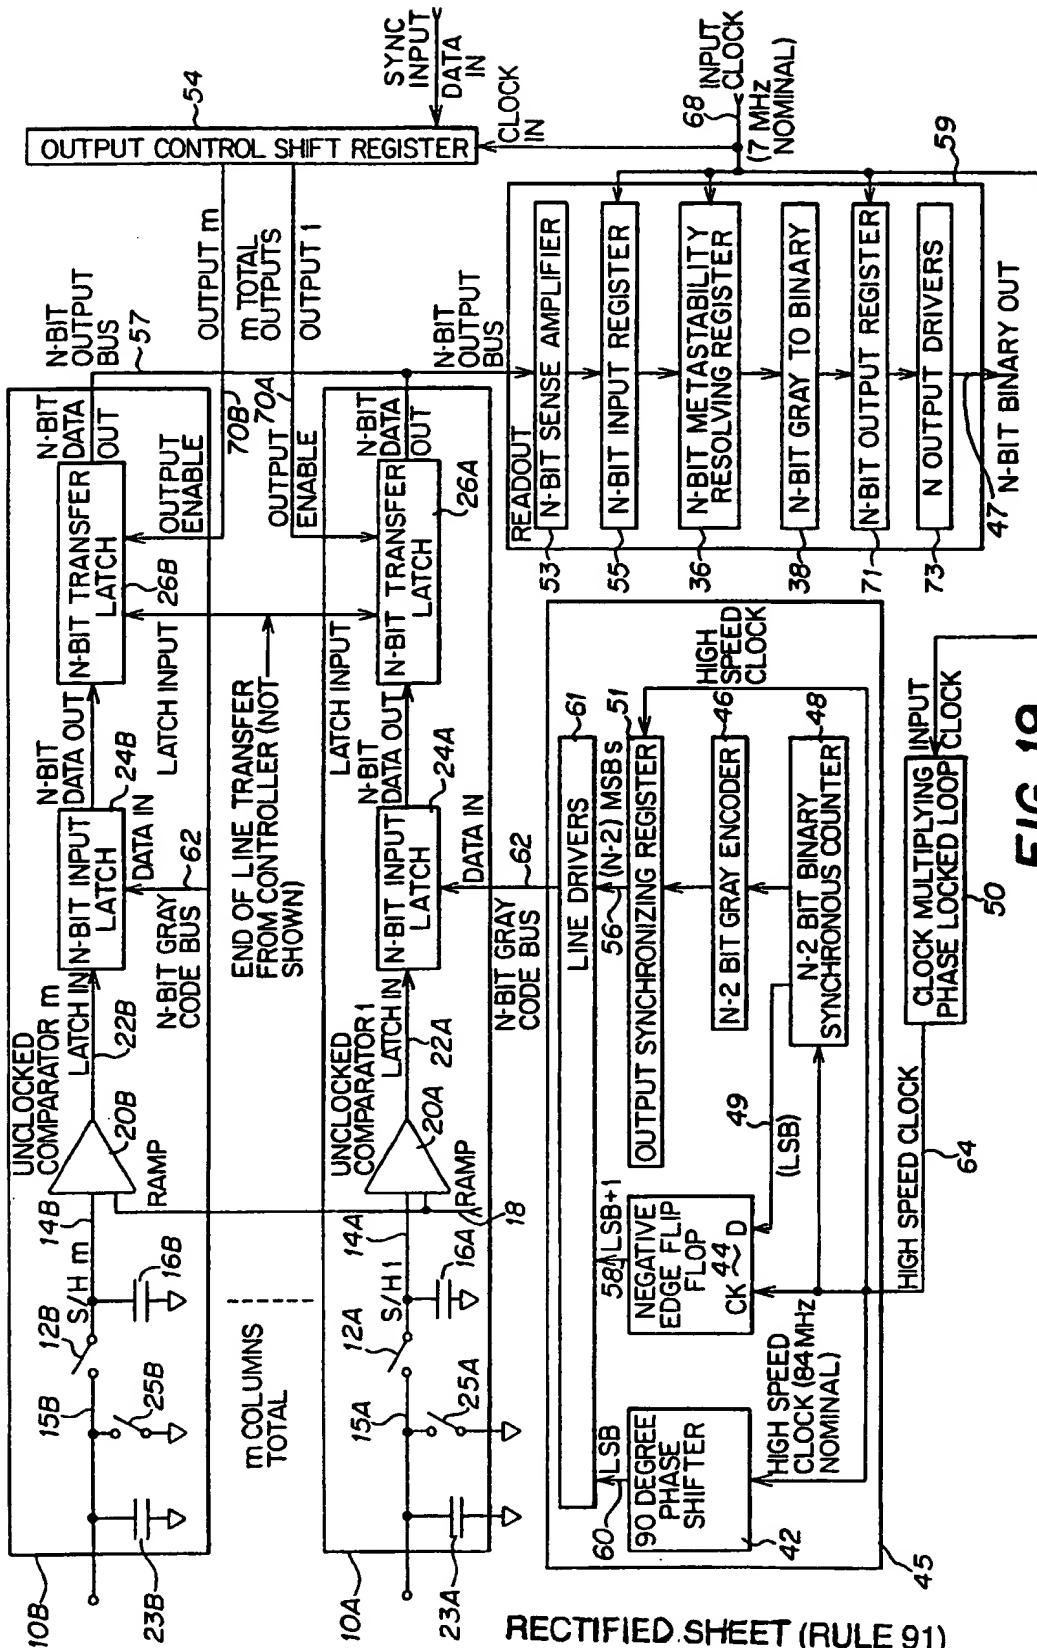 10B
23B
15B
25B
12B
S/H m
16B
14B
UNCLOCKED
COMPARATOR m
20B
RAMP
LATCH IN
22B
N-BIT INPUT
LATCH
24B
DATA IN
N-BIT GRAY
CODE BUS
62
N-BIT
DATA OUT
N-BIT TRANSFER
LATCH
26B
LATCH INPUT
OUTPUT
ENABLE
N-BIT
DATA
OUT
N-BIT
OUTPUT
BUS
57
70B
OUTPUT m
m TOTAL
OUTPUTS
OUTPUT 1
70A
54
OUTPUT CONTROL SHIFT REGISTER
SYNC
INPUT
DATA
IN
CLOCK
IN
m COLUMNS
TOTAL
END OF LINE TRANSFER
FROM CONTROLLER (NOT
SHOWN)
10A
23A
15A
25A
12A
S/H1
16A
14A
18
UNCLOCKED
COMPARATOR 1
20A
RAMP
LATCH IN
22A
N-BIT INPUT
LATCH
24A
DATA IN
N-BIT GRAY
CODE BUS
62
N-BIT
DATA OUT
LATCH INPUT
N-BIT TRANSFER
LATCH
26A
OUTPUT
ENABLE
N-BIT
DATA
OUT
N-BIT
OUTPUT
BUS
68
INPUT
CLOCK
(7 MHz
NOMINAL)
59
READOUT
53
N-BIT SENSE AMPLIFIER
55
N-BIT INPUT REGISTER
36
N-BIT METASTABILITY
RESOLVING REGISTER
38
N-BIT GRAY TO BINARY
71
N-BIT OUTPUT REGISTER
73
N OUTPUT DRIVERS
47
N-BIT BINARY OUT
LINE DRIVERS
61
60
LSB
58
LSB+1
56
(N-2) MSBs
51
90 DEGREE
PHASE
SHIFTER
42
NEGATIVE
EDGE FLIP
FLOP
CK
44
D
OUTPUT SYNCHRONIZING REGISTER
HIGH
SPEED
CLOCK
N-2 BIT GRAY ENCODER
46
49
(LSB)
N-2 BIT BINARY
SYNCHRONOUS COUNTER
48
HIGH SPEED
CLOCK (84 MHz
NOMINAL)
45
HIGH SPEED CLOCK
64
CLOCK MULTIPLYING
PHASE LOCKED LOOP
50
INPUT
CLOCK
FIG. 19
RECTIFIED SHEET (RULE 91)